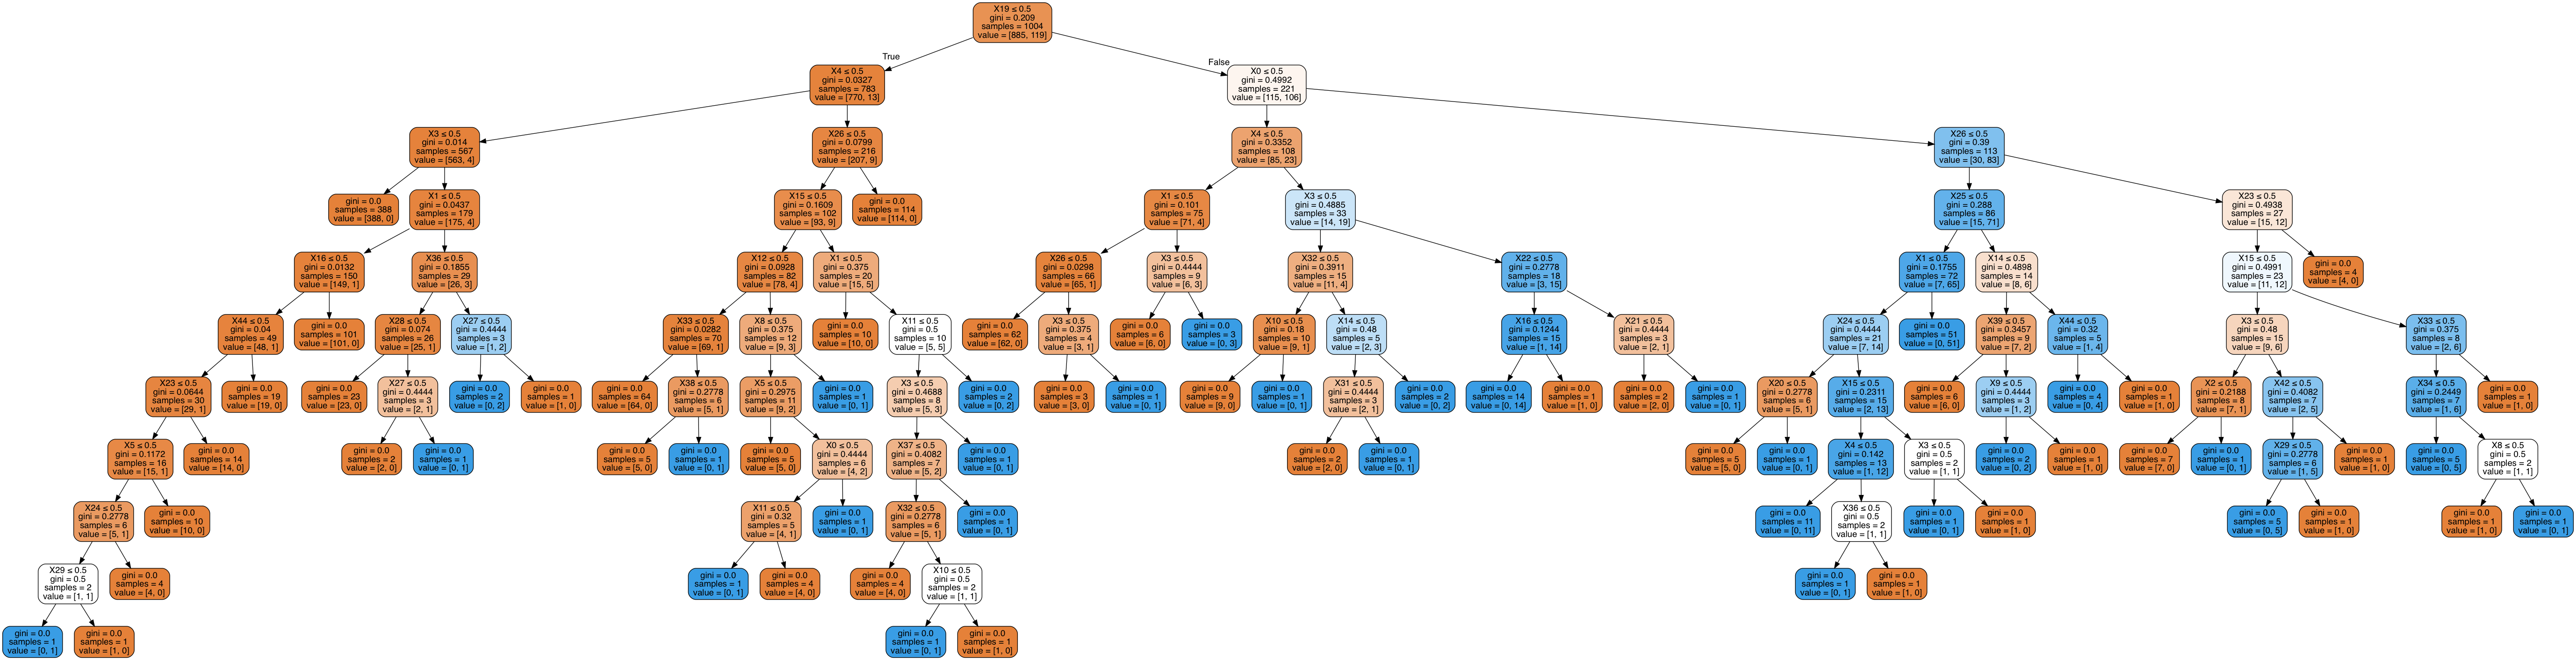 X19 ≤ 0.5
gini = 0.209
samples = 1004
value = [885, 119]
True
False
X4 ≤ 0.5
gini = 0.0327
samples = 783
value = [770, 13]
X0 ≤ 0.5
gini = 0.4992
samples = 221
value = [115, 106]
X3 ≤ 0.5
gini = 0.014
samples = 567
value = [563, 4]
X26 ≤ 0.5
gini = 0.0799
samples = 216
value = [207, 9]
X4 ≤ 0.5
gini = 0.3352
samples = 108
value = [85, 23]
X26 ≤ 0.5
gini = 0.39
samples = 113
value = [30, 83]
gini = 0.0
samples = 388
value = [388, 0]
X1 ≤ 0.5
gini = 0.0437
samples = 179
value = [175, 4]
X15 ≤ 0.5
gini = 0.1609
samples = 102
value = [93, 9]
gini = 0.0
samples = 114
value = [114, 0]
X1 ≤ 0.5
gini = 0.101
samples = 75
value = [71, 4]
X3 ≤ 0.5
gini = 0.4885
samples = 33
value = [14, 19]
X25 ≤ 0.5
gini = 0.288
samples = 86
value = [15, 71]
X23 ≤ 0.5
gini = 0.4938
samples = 27
value = [15, 12]
X16 ≤ 0.5
gini = 0.0132
samples = 150
value = [149, 1]
X36 ≤ 0.5
gini = 0.1855
samples = 29
value = [26, 3]
X12 ≤ 0.5
gini = 0.0928
samples = 82
value = [78, 4]
X1 ≤ 0.5
gini = 0.375
samples = 20
value = [15, 5]
X26 ≤ 0.5
gini = 0.0298
samples = 66
value = [65, 1]
X3 ≤ 0.5
gini = 0.4444
samples = 9
value = [6, 3]
X32 ≤ 0.5
gini = 0.3911
samples = 15
value = [11, 4]
X22 ≤ 0.5
gini = 0.2778
samples = 18
value = [3, 15]
X1 ≤ 0.5
gini = 0.1755
samples = 72
value = [7, 65]
X14 ≤ 0.5
gini = 0.4898
samples = 14
value = [8, 6]
X15 ≤ 0.5
gini = 0.4991
samples = 23
value = [11, 12]
gini = 0.0
samples = 4
value = [4, 0]
X44 ≤ 0.5
gini = 0.04
samples = 49
value = [48, 1]
gini = 0.0
samples = 101
value = [101, 0]
X28 ≤ 0.5
gini = 0.074
samples = 26
value = [25, 1]
X27 ≤ 0.5
gini = 0.4444
samples = 3
value = [1, 2]
X33 ≤ 0.5
gini = 0.0282
samples = 70
value = [69, 1]
X8 ≤ 0.5
gini = 0.375
samples = 12
value = [9, 3]
gini = 0.0
samples = 10
value = [10, 0]
X11 ≤ 0.5
gini = 0.5
samples = 10
value = [5, 5]
gini = 0.0
samples = 62
value = [62, 0]
X3 ≤ 0.5
gini = 0.375
samples = 4
value = [3, 1]
gini = 0.0
samples = 6
value = [6, 0]
gini = 0.0
samples = 3
value = [0, 3]
X10 ≤ 0.5
gini = 0.18
samples = 10
value = [9, 1]
X14 ≤ 0.5
gini = 0.48
samples = 5
value = [2, 3]
X16 ≤ 0.5
gini = 0.1244
samples = 15
value = [1, 14]
X21 ≤ 0.5
gini = 0.4444
samples = 3
value = [2, 1]
X24 ≤ 0.5
gini = 0.4444
samples = 21
value = [7, 14]
gini = 0.0
samples = 51
value = [0, 51]
X39 ≤ 0.5
gini = 0.3457
samples = 9
value = [7, 2]
X44 ≤ 0.5
gini = 0.32
samples = 5
value = [1, 4]
X3 ≤ 0.5
gini = 0.48
samples = 15
value = [9, 6]
X33 ≤ 0.5
gini = 0.375
samples = 8
value = [2, 6]
X23 ≤ 0.5
gini = 0.0644
samples = 30
value = [29, 1]
gini = 0.0
samples = 19
value = [19, 0]
gini = 0.0
samples = 23
value = [23, 0]
X27 ≤ 0.5
gini = 0.4444
samples = 3
value = [2, 1]
gini = 0.0
samples = 2
value = [0, 2]
gini = 0.0
samples = 1
value = [1, 0]
gini = 0.0
samples = 64
value = [64, 0]
X38 ≤ 0.5
gini = 0.2778
samples = 6
value = [5, 1]
X5 ≤ 0.5
gini = 0.2975
samples = 11
value = [9, 2]
gini = 0.0
samples = 1
value = [0, 1]
X3 ≤ 0.5
gini = 0.4688
samples = 8
value = [5, 3]
gini = 0.0
samples = 2
value = [0, 2]
gini = 0.0
samples = 3
value = [3, 0]
gini = 0.0
samples = 1
value = [0, 1]
gini = 0.0
samples = 9
value = [9, 0]
gini = 0.0
samples = 1
value = [0, 1]
X31 ≤ 0.5
gini = 0.4444
samples = 3
value = [2, 1]
gini = 0.0
samples = 2
value = [0, 2]
gini = 0.0
samples = 14
value = [0, 14]
gini = 0.0
samples = 1
value = [1, 0]
gini = 0.0
samples = 2
value = [2, 0]
gini = 0.0
samples = 1
value = [0, 1]
X20 ≤ 0.5
gini = 0.2778
samples = 6
value = [5, 1]
X15 ≤ 0.5
gini = 0.2311
samples = 15
value = [2, 13]
gini = 0.0
samples = 6
value = [6, 0]
X9 ≤ 0.5
gini = 0.4444
samples = 3
value = [1, 2]
gini = 0.0
samples = 4
value = [0, 4]
gini = 0.0
samples = 1
value = [1, 0]
X2 ≤ 0.5
gini = 0.2188
samples = 8
value = [7, 1]
X42 ≤ 0.5
gini = 0.4082
samples = 7
value = [2, 5]
X34 ≤ 0.5
gini = 0.2449
samples = 7
value = [1, 6]
gini = 0.0
samples = 1
value = [1, 0]
X5 ≤ 0.5
gini = 0.1172
samples = 16
value = [15, 1]
gini = 0.0
samples = 14
value = [14, 0]
gini = 0.0
samples = 2
value = [2, 0]
gini = 0.0
samples = 1
value = [0, 1]
gini = 0.0
samples = 5
value = [5, 0]
gini = 0.0
samples = 1
value = [0, 1]
gini = 0.0
samples = 5
value = [5, 0]
X0 ≤ 0.5
gini = 0.4444
samples = 6
value = [4, 2]
X37 ≤ 0.5
gini = 0.4082
samples = 7
value = [5, 2]
gini = 0.0
samples = 1
value = [0, 1]
gini = 0.0
samples = 2
value = [2, 0]
gini = 0.0
samples = 1
value = [0, 1]
gini = 0.0
samples = 5
value = [5, 0]
gini = 0.0
samples = 1
value = [0, 1]
X4 ≤ 0.5
gini = 0.142
samples = 13
value = [1, 12]
X3 ≤ 0.5
gini = 0.5
samples = 2
value = [1, 1]
gini = 0.0
samples = 2
value = [0, 2]
gini = 0.0
samples = 1
value = [1, 0]
gini = 0.0
samples = 7
value = [7, 0]
gini = 0.0
samples = 1
value = [0, 1]
X29 ≤ 0.5
gini = 0.2778
samples = 6
value = [1, 5]
gini = 0.0
samples = 1
value = [1, 0]
gini = 0.0
samples = 5
value = [0, 5]
X8 ≤ 0.5
gini = 0.5
samples = 2
value = [1, 1]
X24 ≤ 0.5
gini = 0.2778
samples = 6
value = [5, 1]
gini = 0.0
samples = 10
value = [10, 0]
X11 ≤ 0.5
gini = 0.32
samples = 5
value = [4, 1]
gini = 0.0
samples = 1
value = [0, 1]
X32 ≤ 0.5
gini = 0.2778
samples = 6
value = [5, 1]
gini = 0.0
samples = 1
value = [0, 1]
gini = 0.0
samples = 11
value = [0, 11]
X36 ≤ 0.5
gini = 0.5
samples = 2
value = [1, 1]
gini = 0.0
samples = 1
value = [0, 1]
gini = 0.0
samples = 1
value = [1, 0]
gini = 0.0
samples = 5
value = [0, 5]
gini = 0.0
samples = 1
value = [1, 0]
gini = 0.0
samples = 1
value = [1, 0]
gini = 0.0
samples = 1
value = [0, 1]
X29 ≤ 0.5
gini = 0.5
samples = 2
value = [1, 1]
gini = 0.0
samples = 4
value = [4, 0]
gini = 0.0
samples = 1
value = [0, 1]
gini = 0.0
samples = 4
value = [4, 0]
gini = 0.0
samples = 4
value = [4, 0]
X10 ≤ 0.5
gini = 0.5
samples = 2
value = [1, 1]
gini = 0.0
samples = 1
value = [0, 1]
gini = 0.0
samples = 1
value = [1, 0]
gini = 0.0
samples = 1
value = [0, 1]
gini = 0.0
samples = 1
value = [1, 0]
gini = 0.0
samples = 1
value = [0, 1]
gini = 0.0
samples = 1
value = [1, 0]